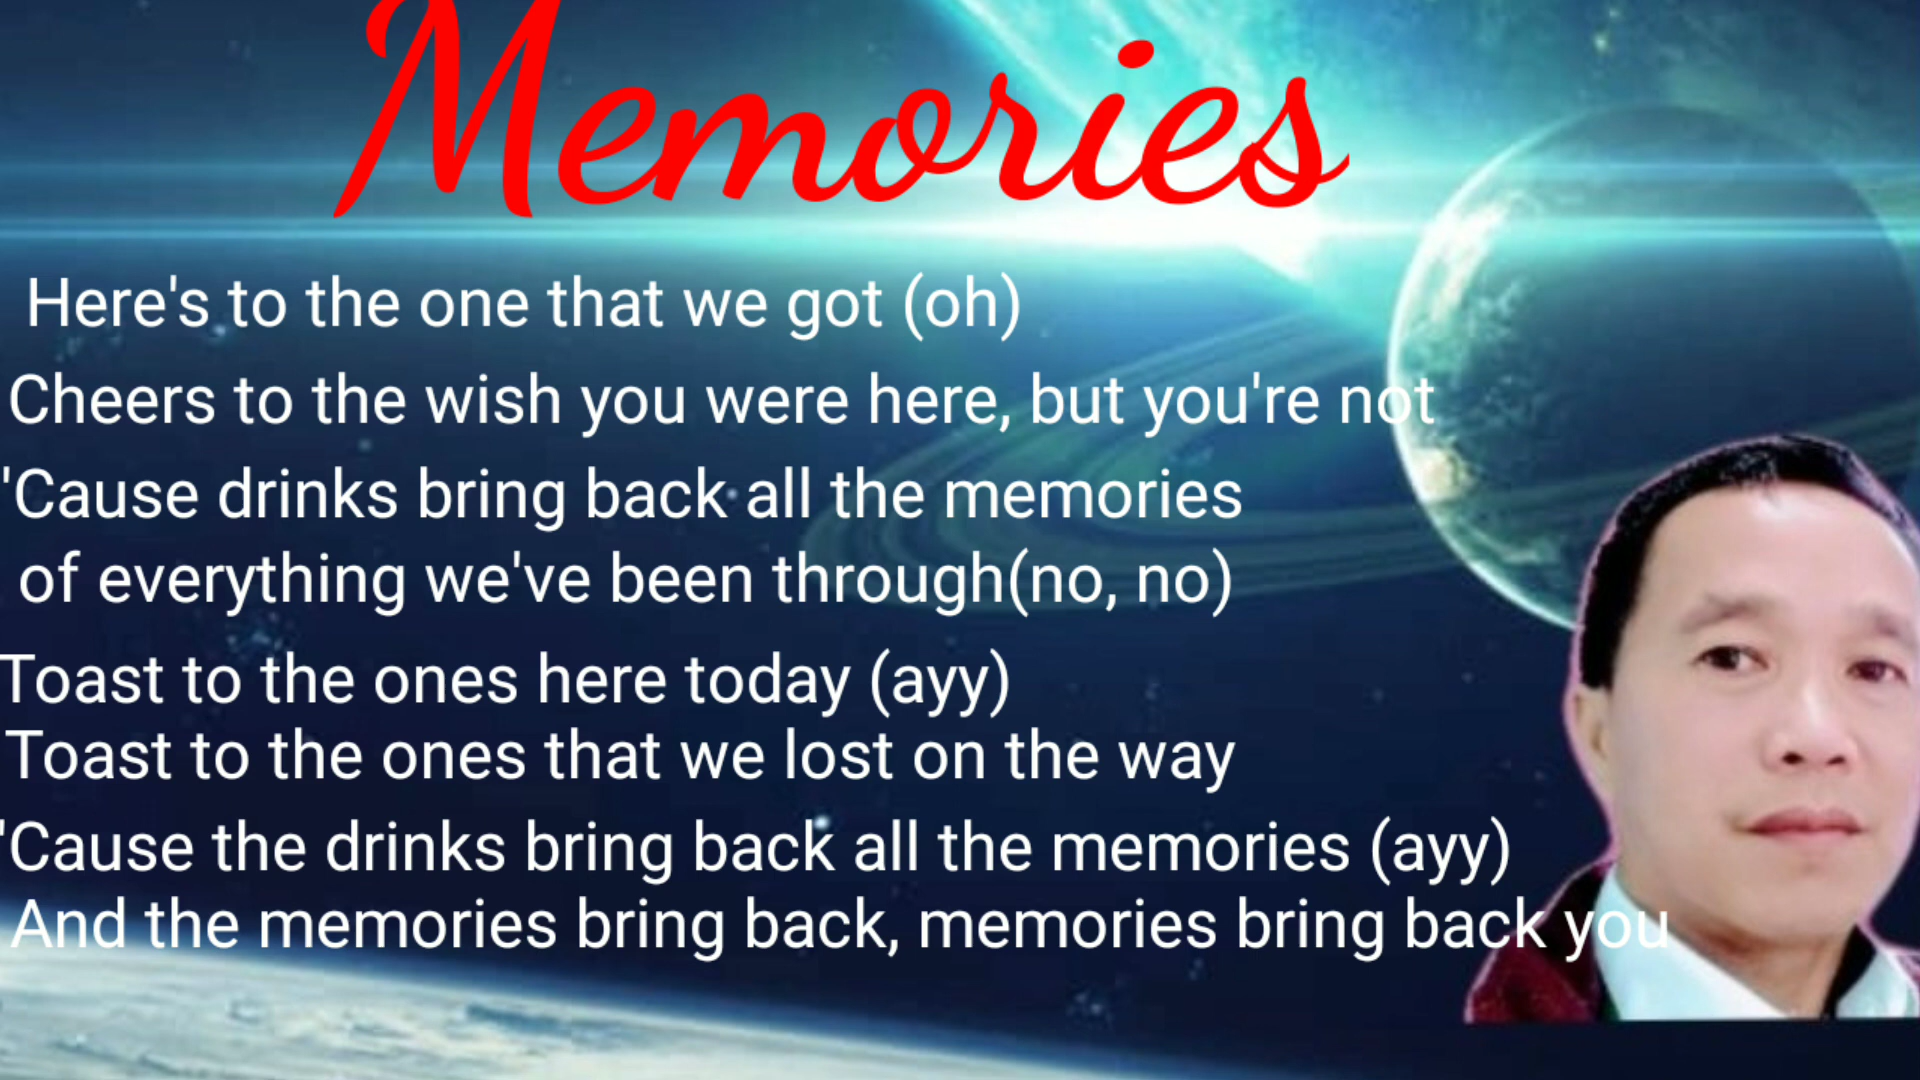 Memories
Here's to the one that we got (oh)
Cheers to the wish you were here, but you're not
'Cause drinks bring back all the memories
of everything we've been through(no, no)
Toast to the ones here today (ayy)
Toast to the ones that we lost on the way
'Cause the drinks bring back all the memories (ayy)
And the memories bring back, memories bring back you